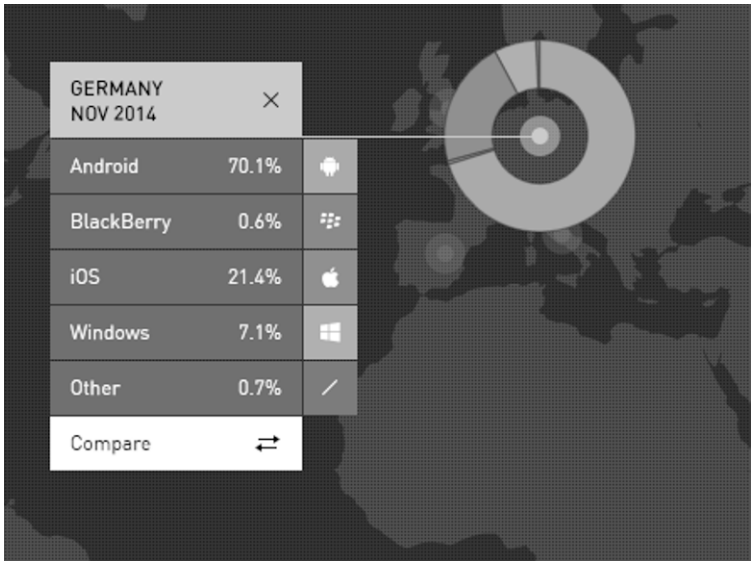 GERMANY
NOV 2014
Android 70.1%
BlackBerry 0.6%
iOS 21.4%
Windows 7.1%
Other 0.7%
Compare